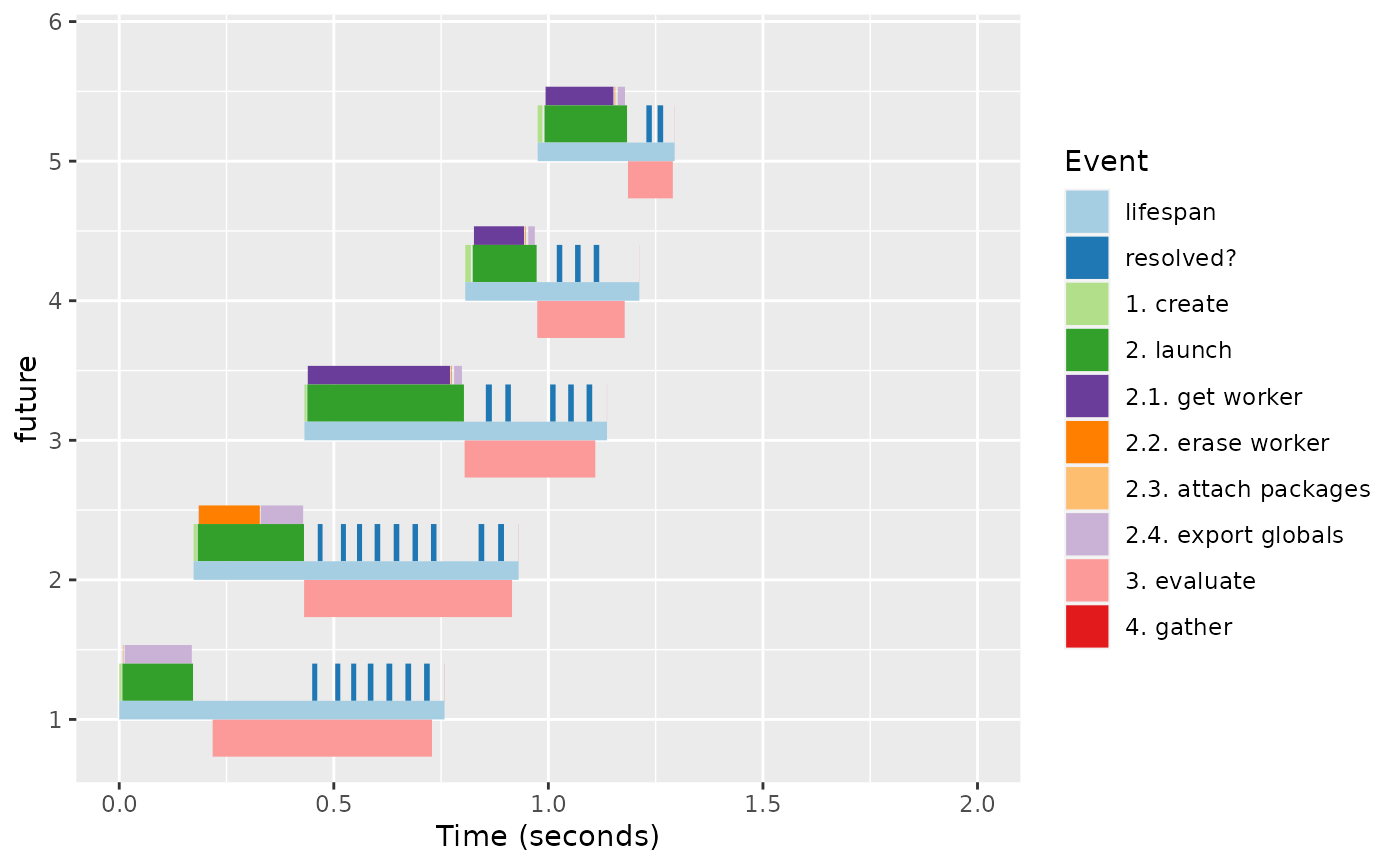 6
5
4
3
2
1
future
0.0 0.5 1.0 1.5 2.0
Time (seconds)
Event
lifespan
resolved?
1. create
2. launch
2.1. get worker
2.2. erase worker
2.3. attach packages
2.4. export globals
3. evaluate
4. gather